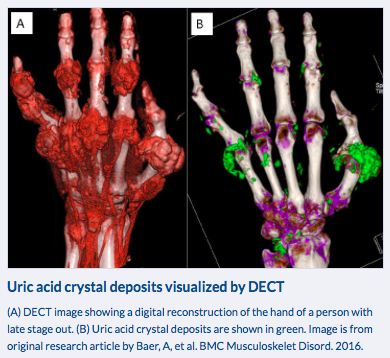 A
B
Uric acid crystal deposits visualized by DECT
(A) DECT image showing a digital reconstruction of the handet of a person with
late stage out. (B) Uric acid crystal deposits are shown in green. Image is from
original research article by Baer, A, et al. BMC Musculoskelet Disord. 2016.